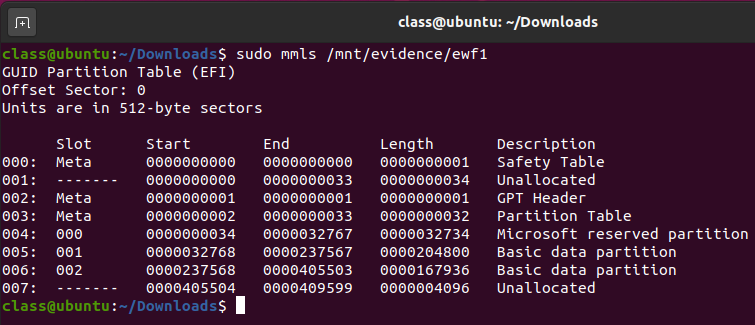 class@ubuntu: ~/Downloads
class@ubuntu:~/Downloads$ sudo mmls /mnt/evidence/ewf1
GUID Partition Table (EFI)
Offset Sector: 0
Units are in 512-byte sectors
      Slot      Start        End          Length       Description
000:  Meta      0000000000   0000000000   0000000001   Safety Table
001:  -------   0000000000   0000000033   0000000034   Unallocated
002:  Meta      0000000001   0000000001   0000000001   GPT Header
003:  Meta      0000000002   0000000033   0000000032   Partition Table
004:  000       0000000034   0000032767   0000032734   Microsoft reserved partition
005:  001       0000032768   0000237567   0000204800   Basic data partition
006:  002       0000237568   0000405503   0000167936   Basic data partition
007:  -------   0000405504   0000409599   0000004096   Unallocated
class@ubuntu:~/Downloads$